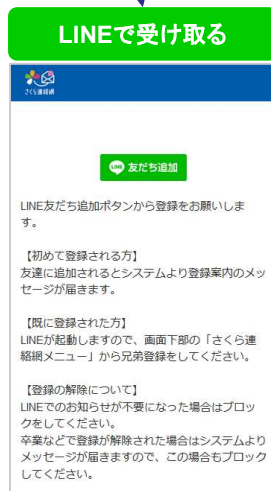 LINEで受け取る
さくら連絡網
LINE 友だち追加
LINE友だち追加ボタンから登録をお願いしま
す。
【初めて登録される方】
友達に追加されるとシステムより登録案内のメッ
セージが届きます。
【既に登録された方】
LINEが起動しますので、画面下部の「さくら連
絡網メニュー」から兄弟登録をしてください。
【登録の解除について】
LINEでのお知らせが不要になった場合はブロッ
クをしてください。
卒業などで登録が解除された場合はシステムより
メッセージが届きますので、この場合もブロック
してください。